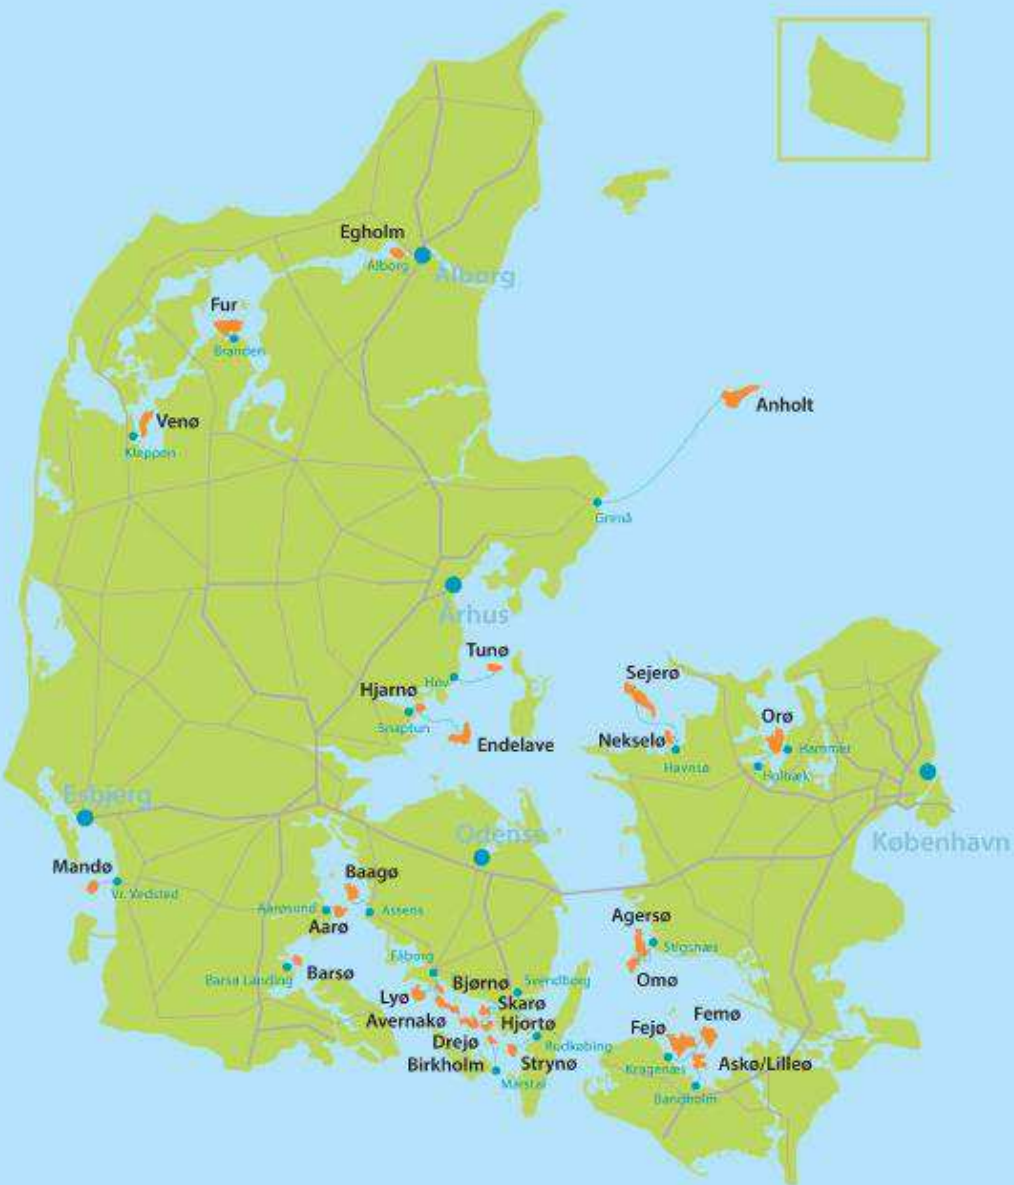 Egholm
Ålborg
Ålborg
Fur
Branden
Anholt
Venø
Kleppen
Grenå
Århus
Tunø
Hov
Hjarnø
Snaptun
Endelave
Sejerø
Nekselø
Havnsø
Orø
Hammer
Holbæk
København
Esbjerg
Odense
Mandø
Vr. Vedsted
Baagø
Aarøsund
Assens
Aarø
Barsø
Barsø Landing
Fåborg
Bjørnø
Svendborg
Lyø
Skarø
Avernakø
Hjortø
Drejø
Rudkøbing
Birkholm
Strynø
Marstal
Agersø
Stigsnæs
Omø
Femø
Fejø
Kragenæs
Askø/Lilleø
Bandholm